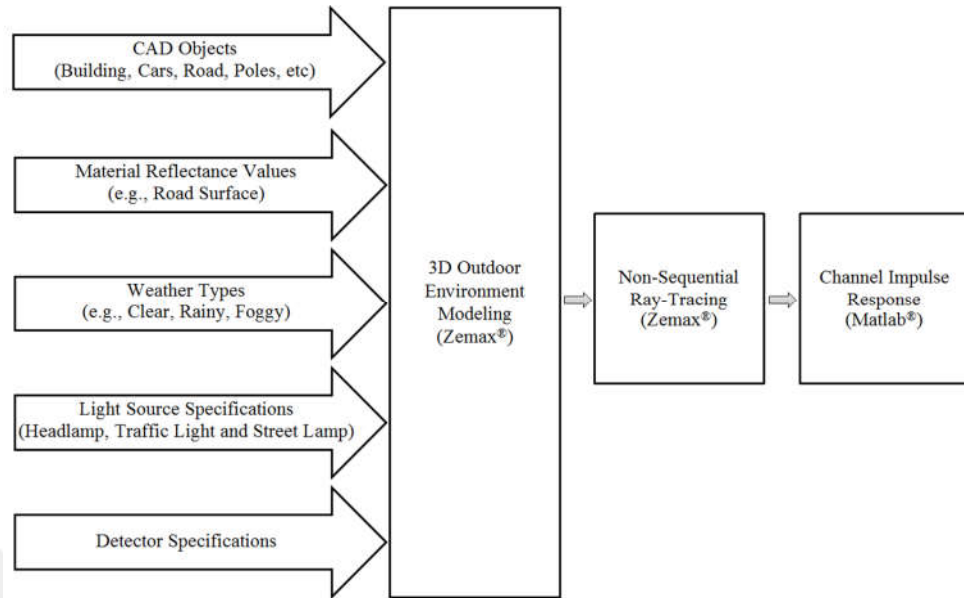 CAD Objects
(Building, Cars, Road, Poles, etc)
Material Reflectance Values
(e.g., Road Surface)
Weather Types
(e.g., Clear, Rainy, Foggy)
Light Source Specifications
(Headlamp, Traffic Light and Street Lamp)
Detector Specifications
3D Outdoor
Environment
Modeling
(Zemax®)
Non-Sequential
Ray-Tracing
(Zemax®)
Channel Impulse
Response
(Matlab®)